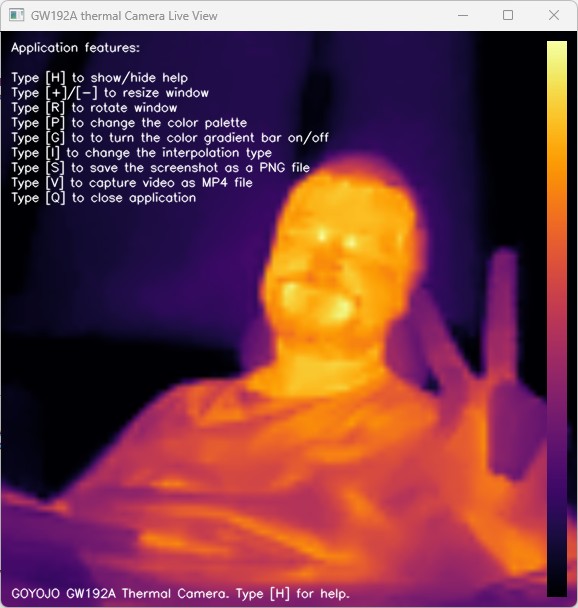 GW192A thermal Camera Live View
Application features:
Type [H] to show/hide help
Type [+]/[-] to resize window
Type [R] to rotate window
Type [P] to change the color palette
Type [G] to to turn the color gradient bar on/off
Type [I] to change the interpolation type
Type [S] to save the screenshot as a PNG file
Type [V] to capture video as MP4 file
Type [Q] to close application
GOYOJO GW192A Thermal Camera. Type [H] for help.